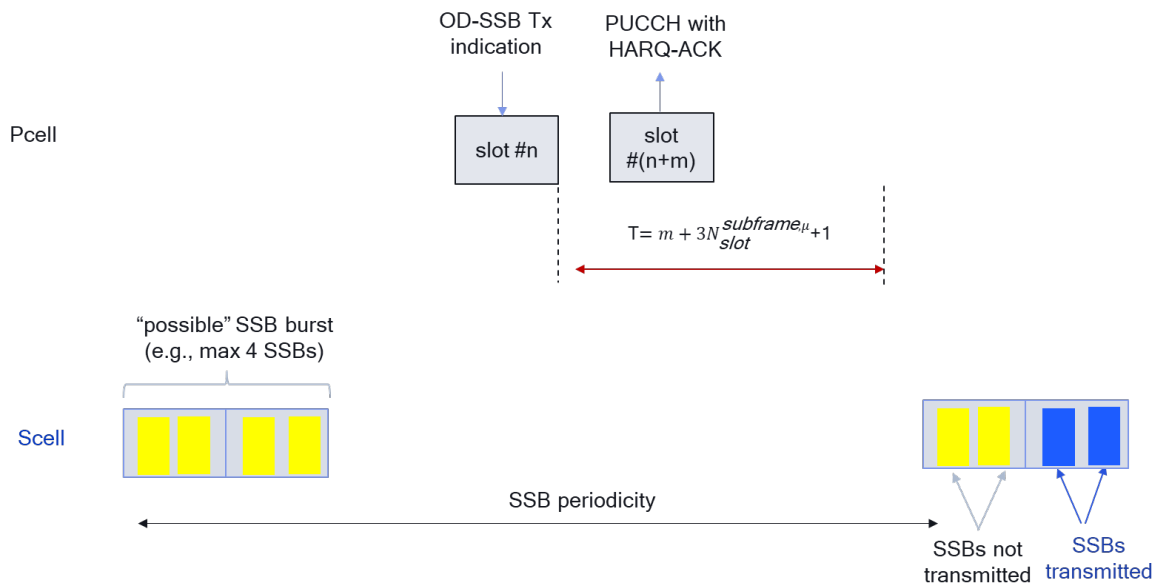 OD-SSB Tx
indication
PUCCH with
HARQ-ACK
Pcell
slot #n
slot
#(n+m)
T= m + 3N_{slot}^{subframe,μ}+1
“possible” SSB burst
(e.g., max 4 SSBs)
Scell
SSB periodicity
SSBs not
transmitted
SSBs
transmitted